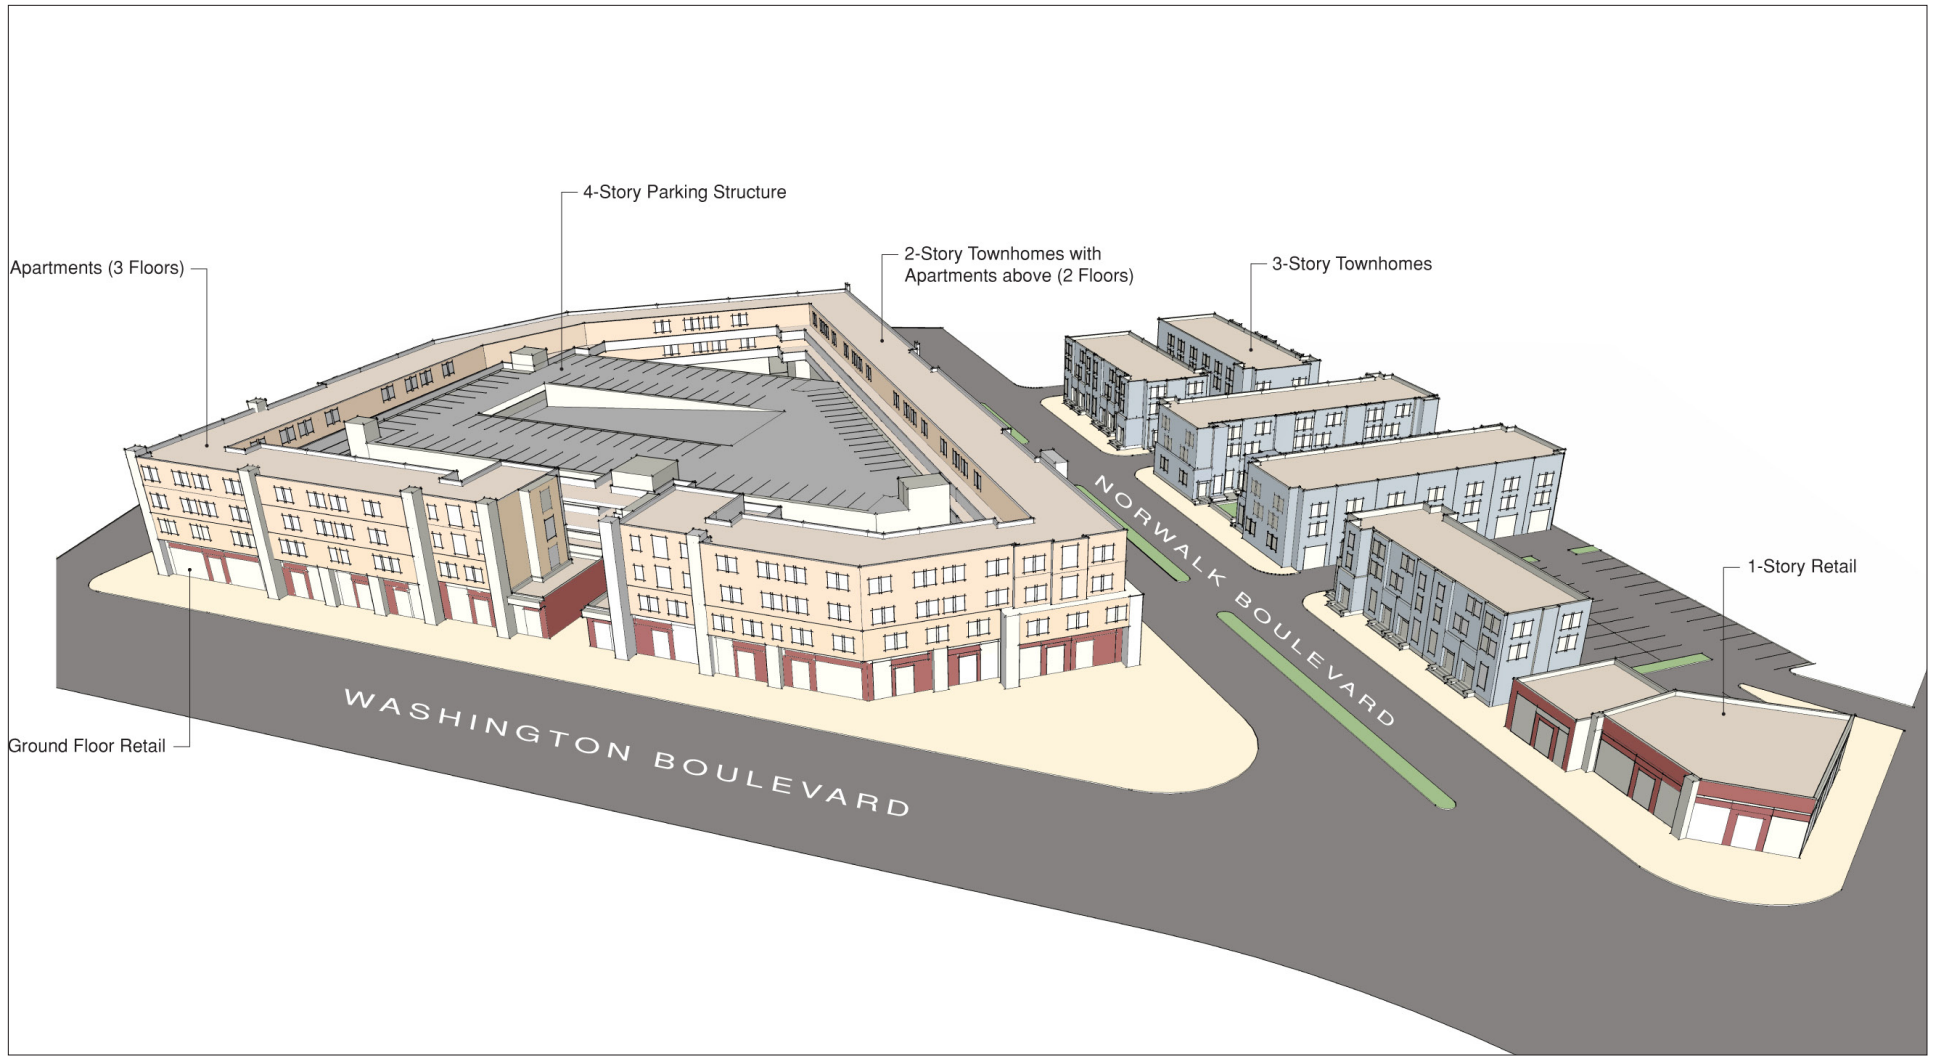 4-Story Parking Structure
Apartments (3 Floors)
2-Story Townhomes with
Apartments above (2 Floors)
3-Story Townhomes
NORWALK BOULEVARD
1-Story Retail
Ground Floor Retail
WASHINGTON BOULEVARD